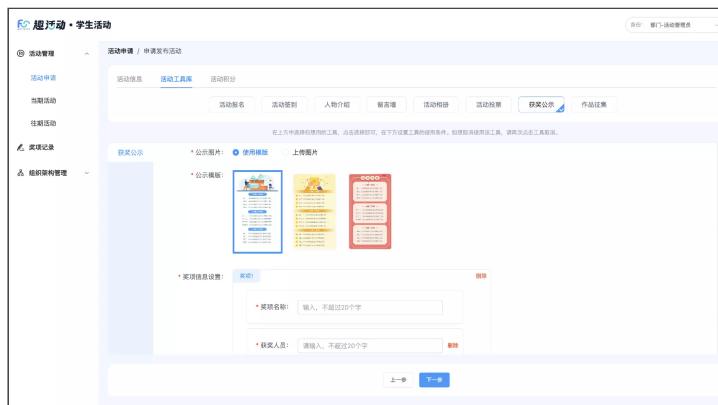 趣活动・学生活动
身份: 部门-活动管理员
活动管理
活动申请
当期活动
往期活动
奖项记录
组织架构管理
活动申请 / 申请发布活动
活动信息 活动工具库 活动积分
活动报名 活动签到 人物介绍 留言墙 活动相册 活动投票 获奖公示 作品征集
在上方中选择你想用的工具，点击选择即可，在下方设置工具的使用条件。如想取消使用该工具，请再次点击工具取消。
获奖公示
* 公示图片: 使用模版 上传图片
* 公示模版:
* 奖项信息设置: 奖项1 删除
* 奖项名称: 输入，不超过20个字
* 获奖人员: 请输入，不超过20个字 删除
上一步 下一步